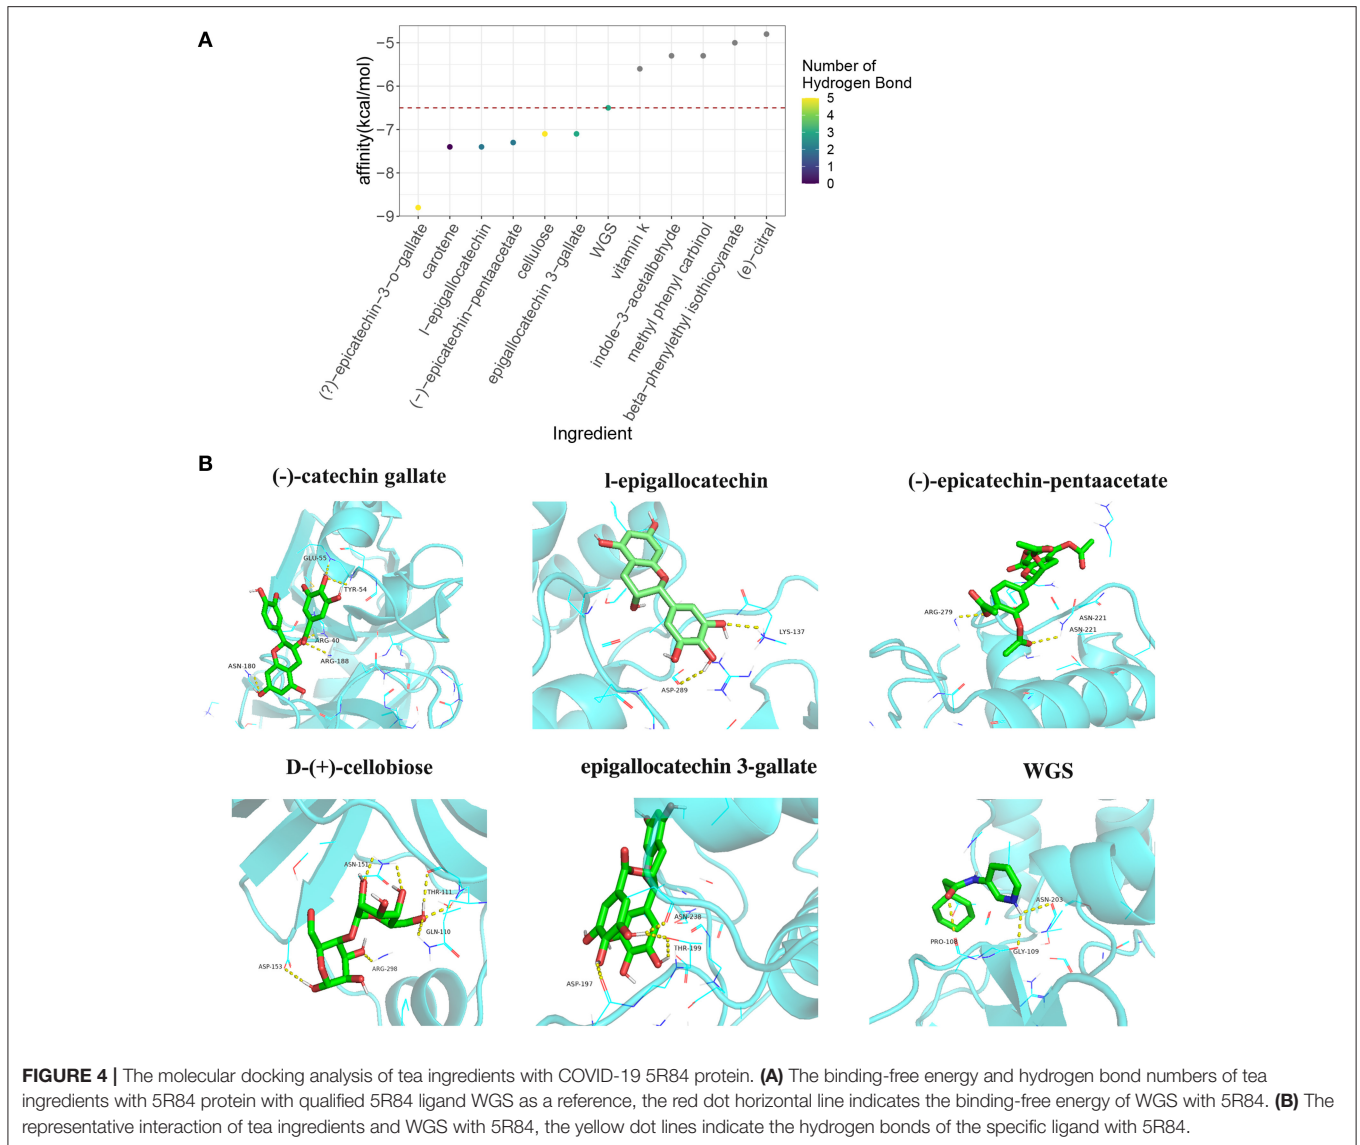 A
affinity(kcal/mol)
−5
−6
−7
−8
−9
(?)−epicatechin−3−o−gallate
carotene
l−epigallocatechin
(−)−epicatechin−pentaacetate
cellulose
epigallocatechin 3−gallate
WGS
vitamin k
indole−3−acetalbehyde
methyl phenyl carbinol
beta−phenylethyl isothiocyanate
(e)−citral
Ingredient
Number of
Hydrogen Bond
5
4
3
2
1
0
B
(-)-catechin gallate
GLU-55
TYR-54
ARG-40
ARG-188
ASN-180
l-epigallocatechin
LYS-137
ASP-289
(-)-epicatechin-pentaacetate
ARG-279
ASN-221
ASN-221
D-(+)-cellobiose
ASN-151
THR-111
GLN-110
ARG-298
ASP-153
epigallocatechin 3-gallate
ASN-238
THR-199
ASP-197
WGS
ASN-203
PRO-108
GLY-109
FIGURE 4 | The molecular docking analysis of tea ingredients with COVID-19 5R84 protein. (A) The binding-free energy and hydrogen bond numbers of tea
ingredients with 5R84 protein with qualified 5R84 ligand WGS as a reference, the red dot horizontal line indicates the binding-free energy of WGS with 5R84. (B) The
representative interaction of tea ingredients and WGS with 5R84, the yellow dot lines indicate the hydrogen bonds of the specific ligand with 5R84.